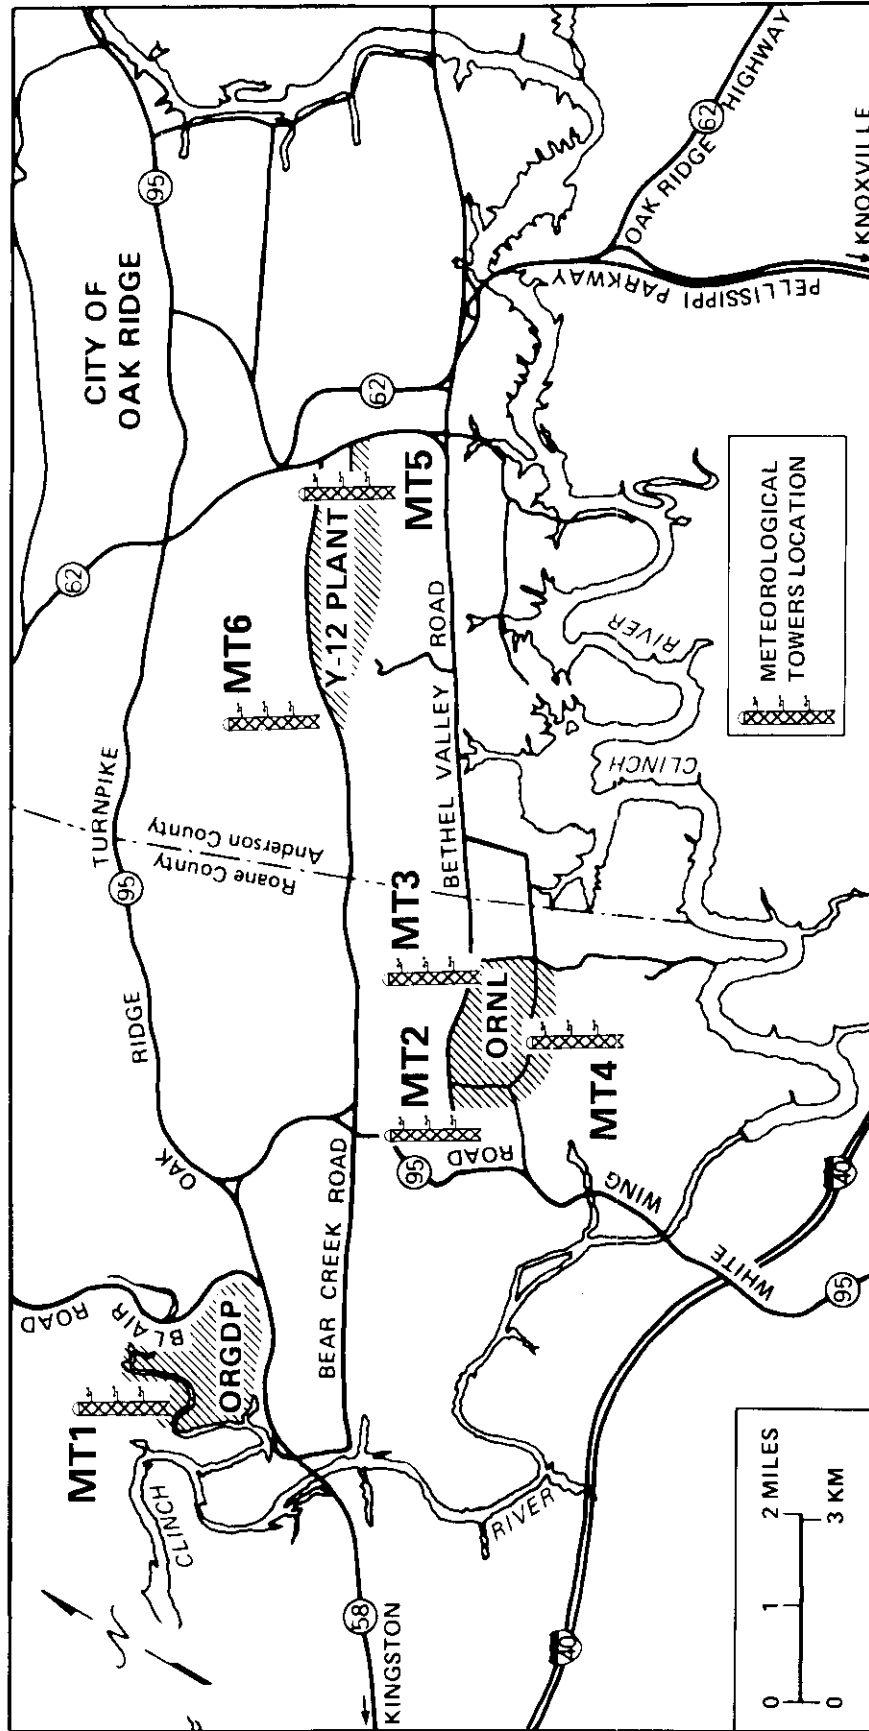 MT1
CLINCH
N
BLAIR
ROAD
ORGDP
BEAR CREEK ROAD
58
KINGSTON
RIVER
40
0 1 2 MILES
0 3 KM
OAK
RIDGE
TURNPIKE
95
Roane County
Anderson County
MT2
95
ROAD
WING
WHITE
95
40
MT3
ORNL
MT4
MT6
62
Y-12 PLANT
MT5
BETHEL VALLEY ROAD
CLINCH
RIVER
METEOROLOGICAL
TOWERS LOCATION
CITY OF
OAK RIDGE
95
62
PELLISSIPPI PARKWAY
OAK RIDGE
62
HIGHWAY
KNOXVILLE